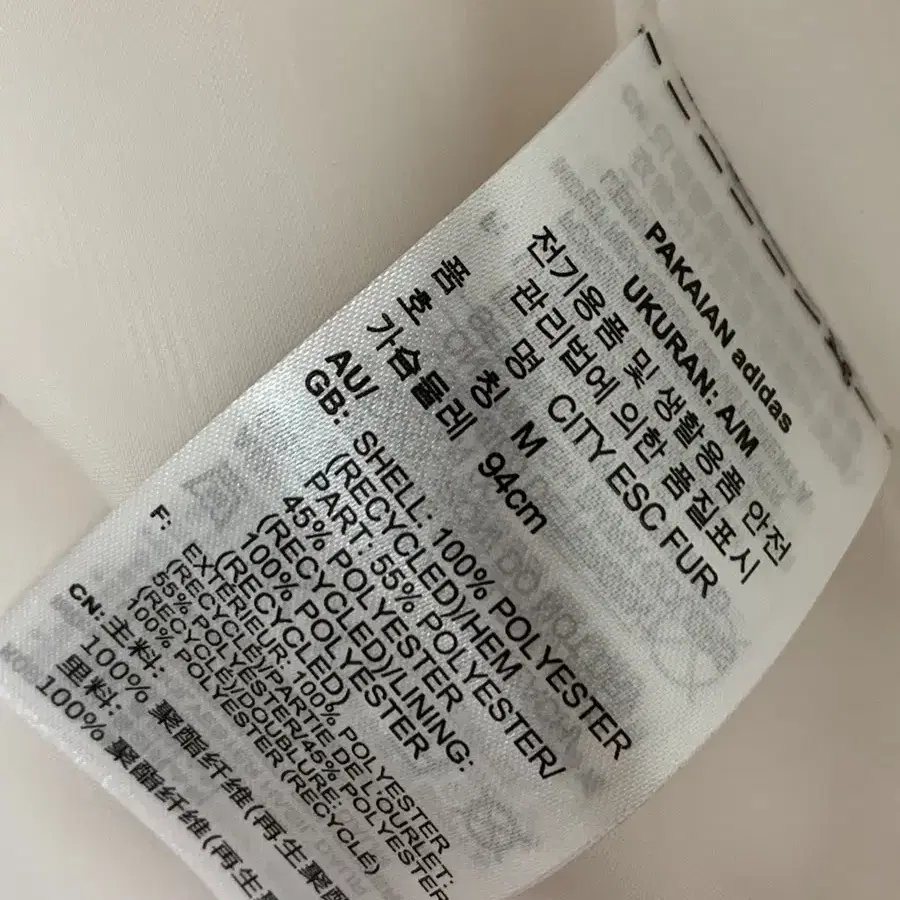 PAKAIAN adidas
UKURAN: A/M
전기용품 및 생활용품 안전
관리법에 의한 품질표시
품 명 CITY ESC FUR
호 칭 M
가슴둘레 94cm
AU/
GB: SHELL: 100% POLYESTER
(RECYCLED)/HEM
PART: 55% POLYESTER/
45% POLYESTER
(RECYCLED)/LINING:
100% POLYESTER
(RECYCLED)
F: EXTÉRIEUR: 100% POLYESTER
(RECYCLÉ)/PARTIE DE L'OURLET:
55% POLYESTER/45% POLYESTER
(RECYCLÉ)/DOUBLURE:
100% POLYESTER (RECYCLÉ)
CN: 主料:
100% 聚酯纤维(再生聚酯
里料:
100% 聚酯纤维(再生聚